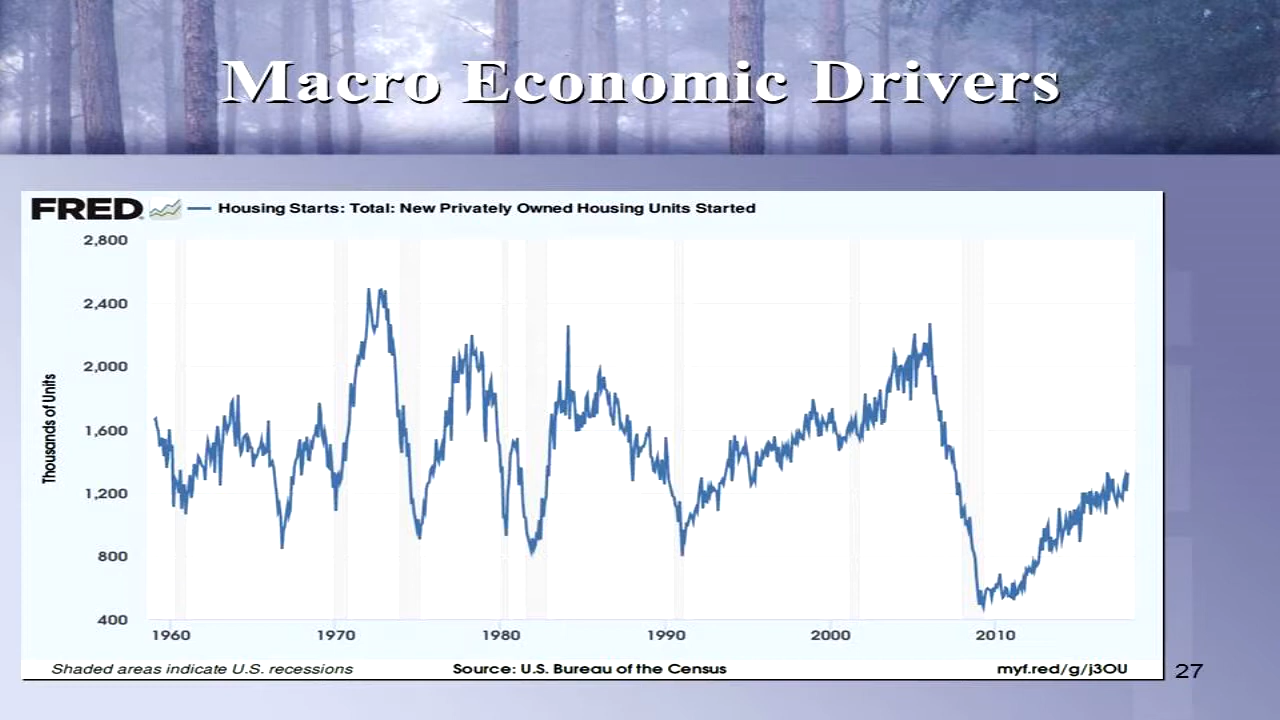 Macro Economic Drivers
FRED
Housing Starts: Total: New Privately Owned Housing Units Started
2,800
2,400
2,000
1,600
1,200
800
400
Thousands of Units
1960 1970 1980 1990 2000 2010
Shaded areas indicate U.S. recessions Source: U.S. Bureau of the Census myf.red/g/j3OU
27